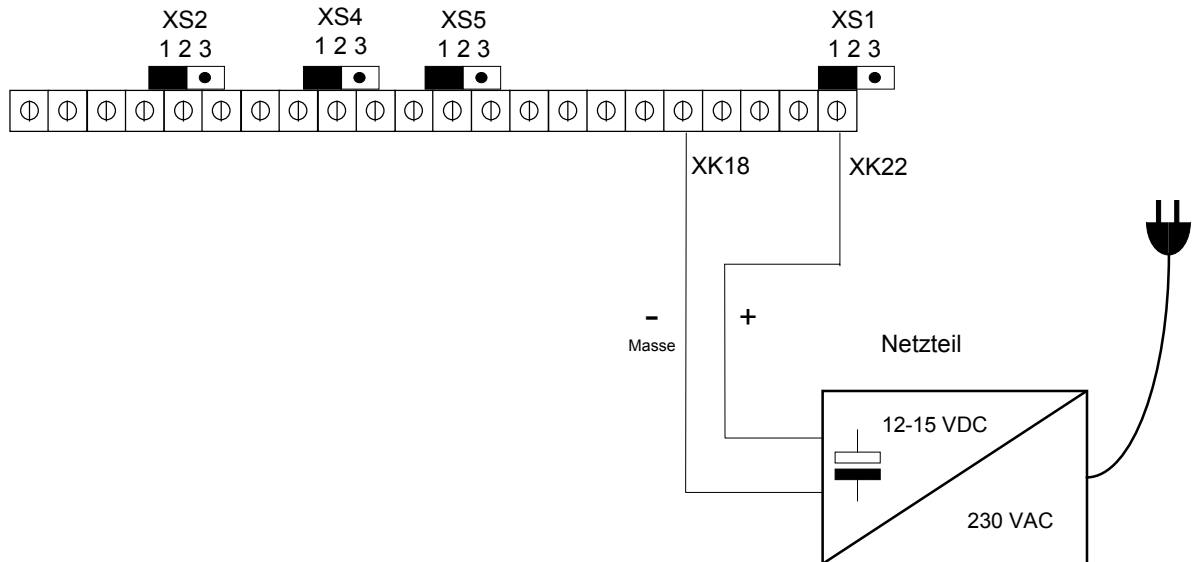 XS2 XS4 XS5 XS1
1 2 3 1 2 3 1 2 3 1 2 3
XK18 XK22
- +
Masse
Netzteil
12-15 VDC
230 VAC